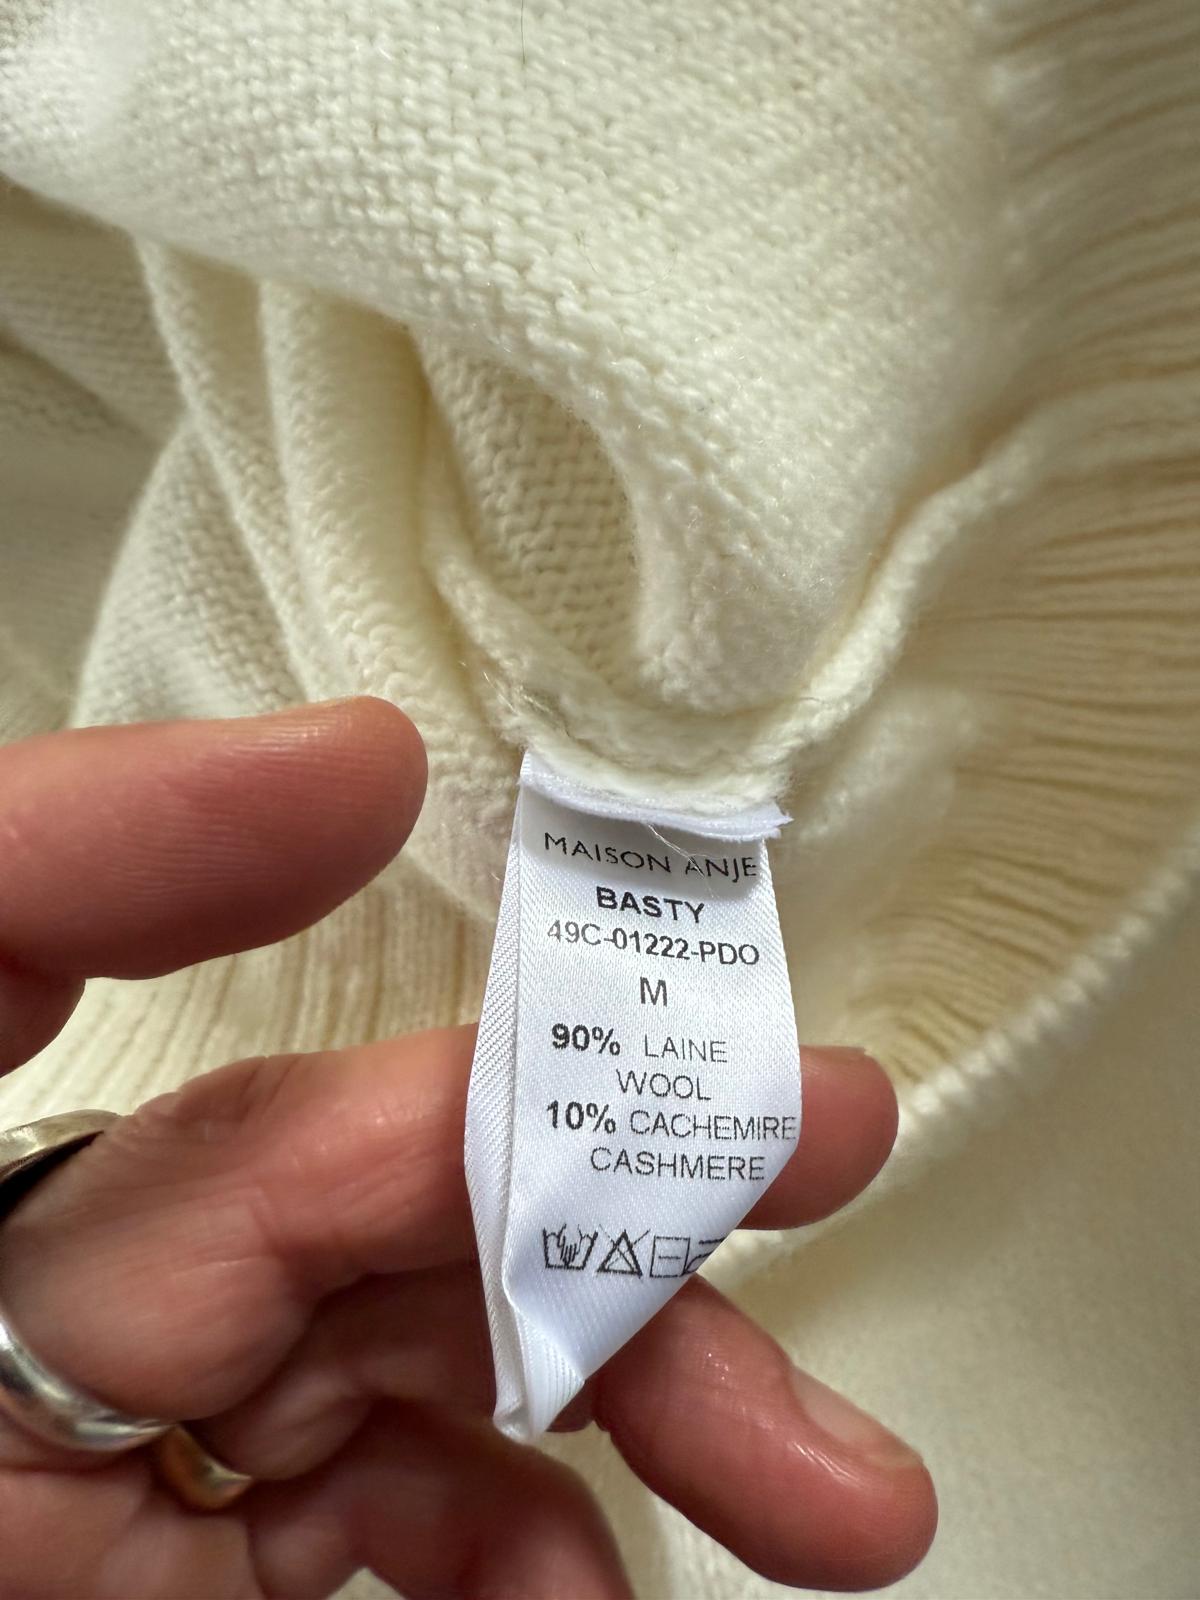 MAISON ANJE
BASTY
49C-01222-PDO
M
90% LAINE
WOOL
10% CACHEMIRE
CASHMERE